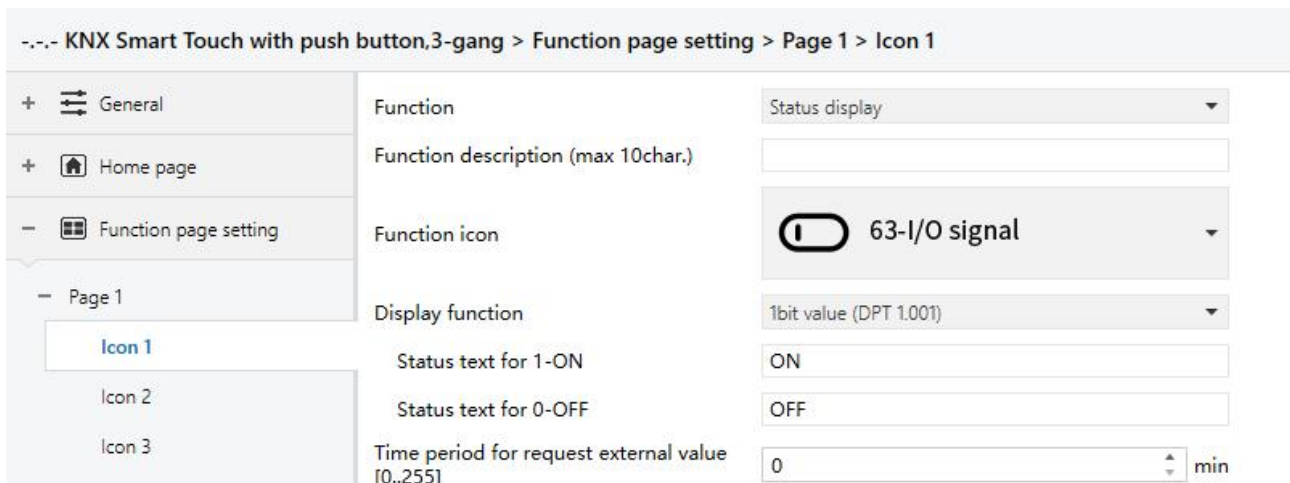 -.-.- KNX Smart Touch with push button,3-gang > Function page setting > Page 1 > Icon 1
+ General
+ Home page
− Function page setting
− Page 1
Icon 1
Icon 2
Icon 3
Function
Status display
Function description (max 10char.)
Function icon
63-I/O signal
Display function
1bit value (DPT 1.001)
Status text for 1-ON
ON
Status text for 0-OFF
OFF
Time period for request external value
[0..255]
0
min